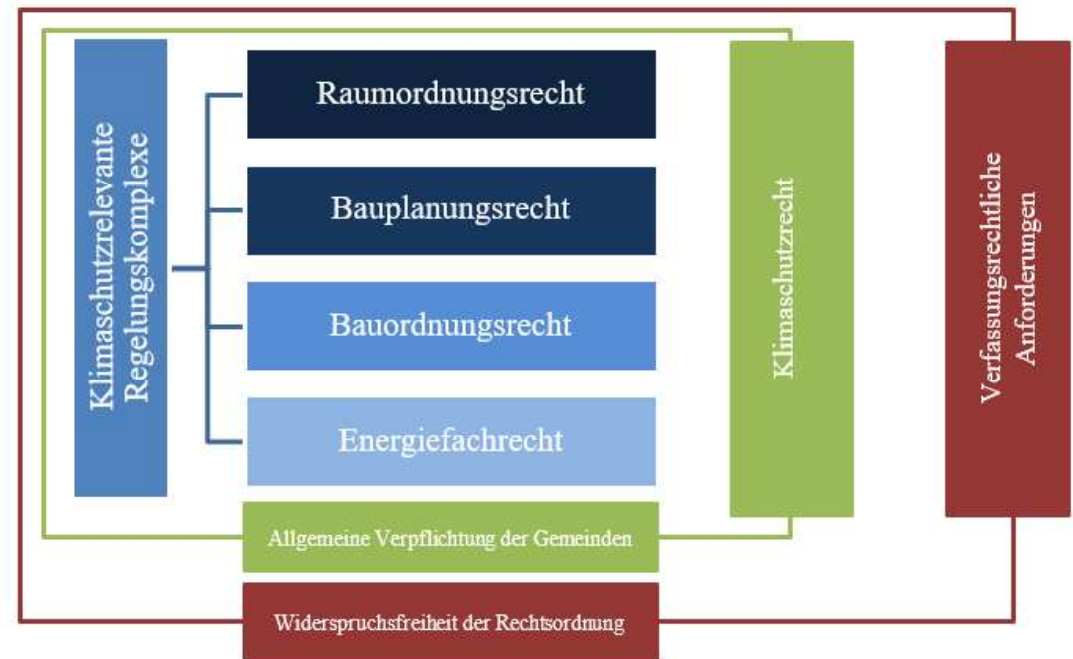 Klimaschutzrelevante
Regelungskomplexe
Raumordnungsrecht
Bauplanungsrecht
Bauordnungsrecht
Energiefachrecht
Klimaschutzrecht
Verfassungsrechtliche
Anforderungen
Allgemeine Verpflichtung der Gemeinden
Widerspruchsfreiheit der Rechtsordnung